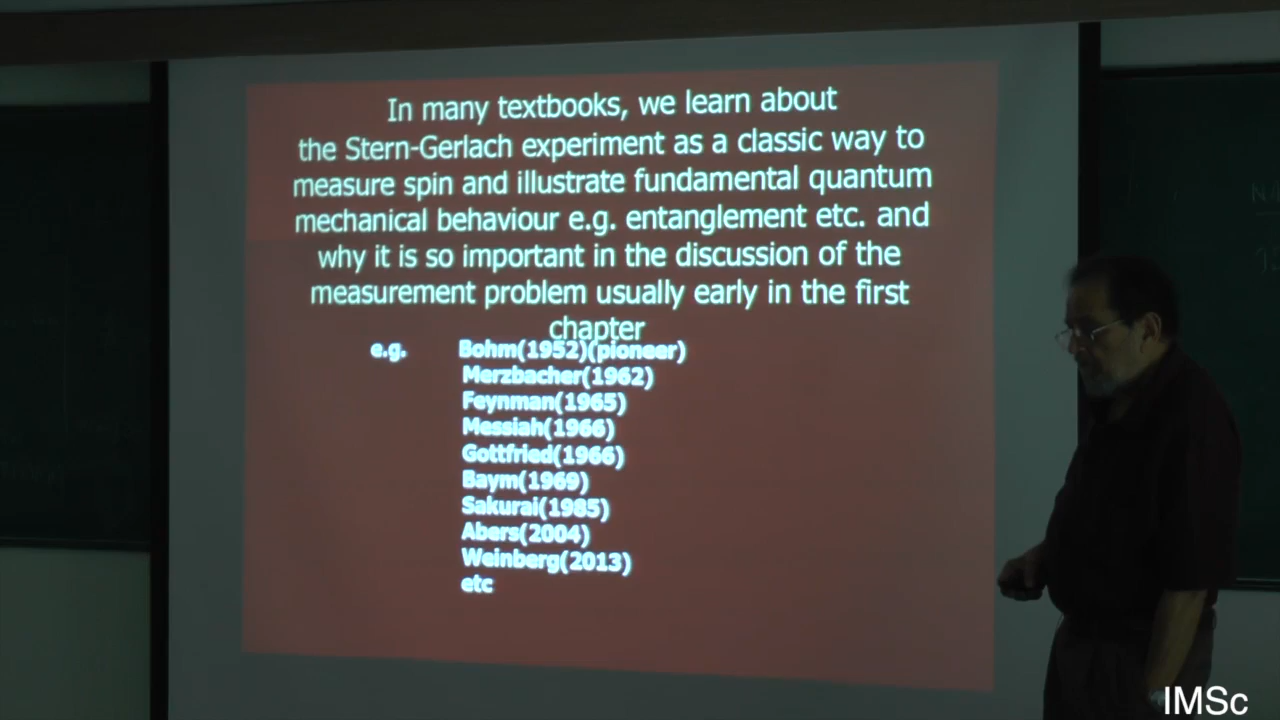 In many textbooks, we learn about
the Stern-Gerlach experiment as a classic way to
measure spin and illustrate fundamental quantum
mechanical behaviour e.g. entanglement etc. and
why it is so important in the discussion of the
measurement problem usually early in the first
chapter
e.g. Bohm(1952)(pioneer)
Merzbacher(1962)
Feynman(1965)
Messiah(1966)
Gottfried(1966)
Baym(1969)
Sakurai(1985)
Abers(2004)
Weinberg(2013)
etc
IMSc